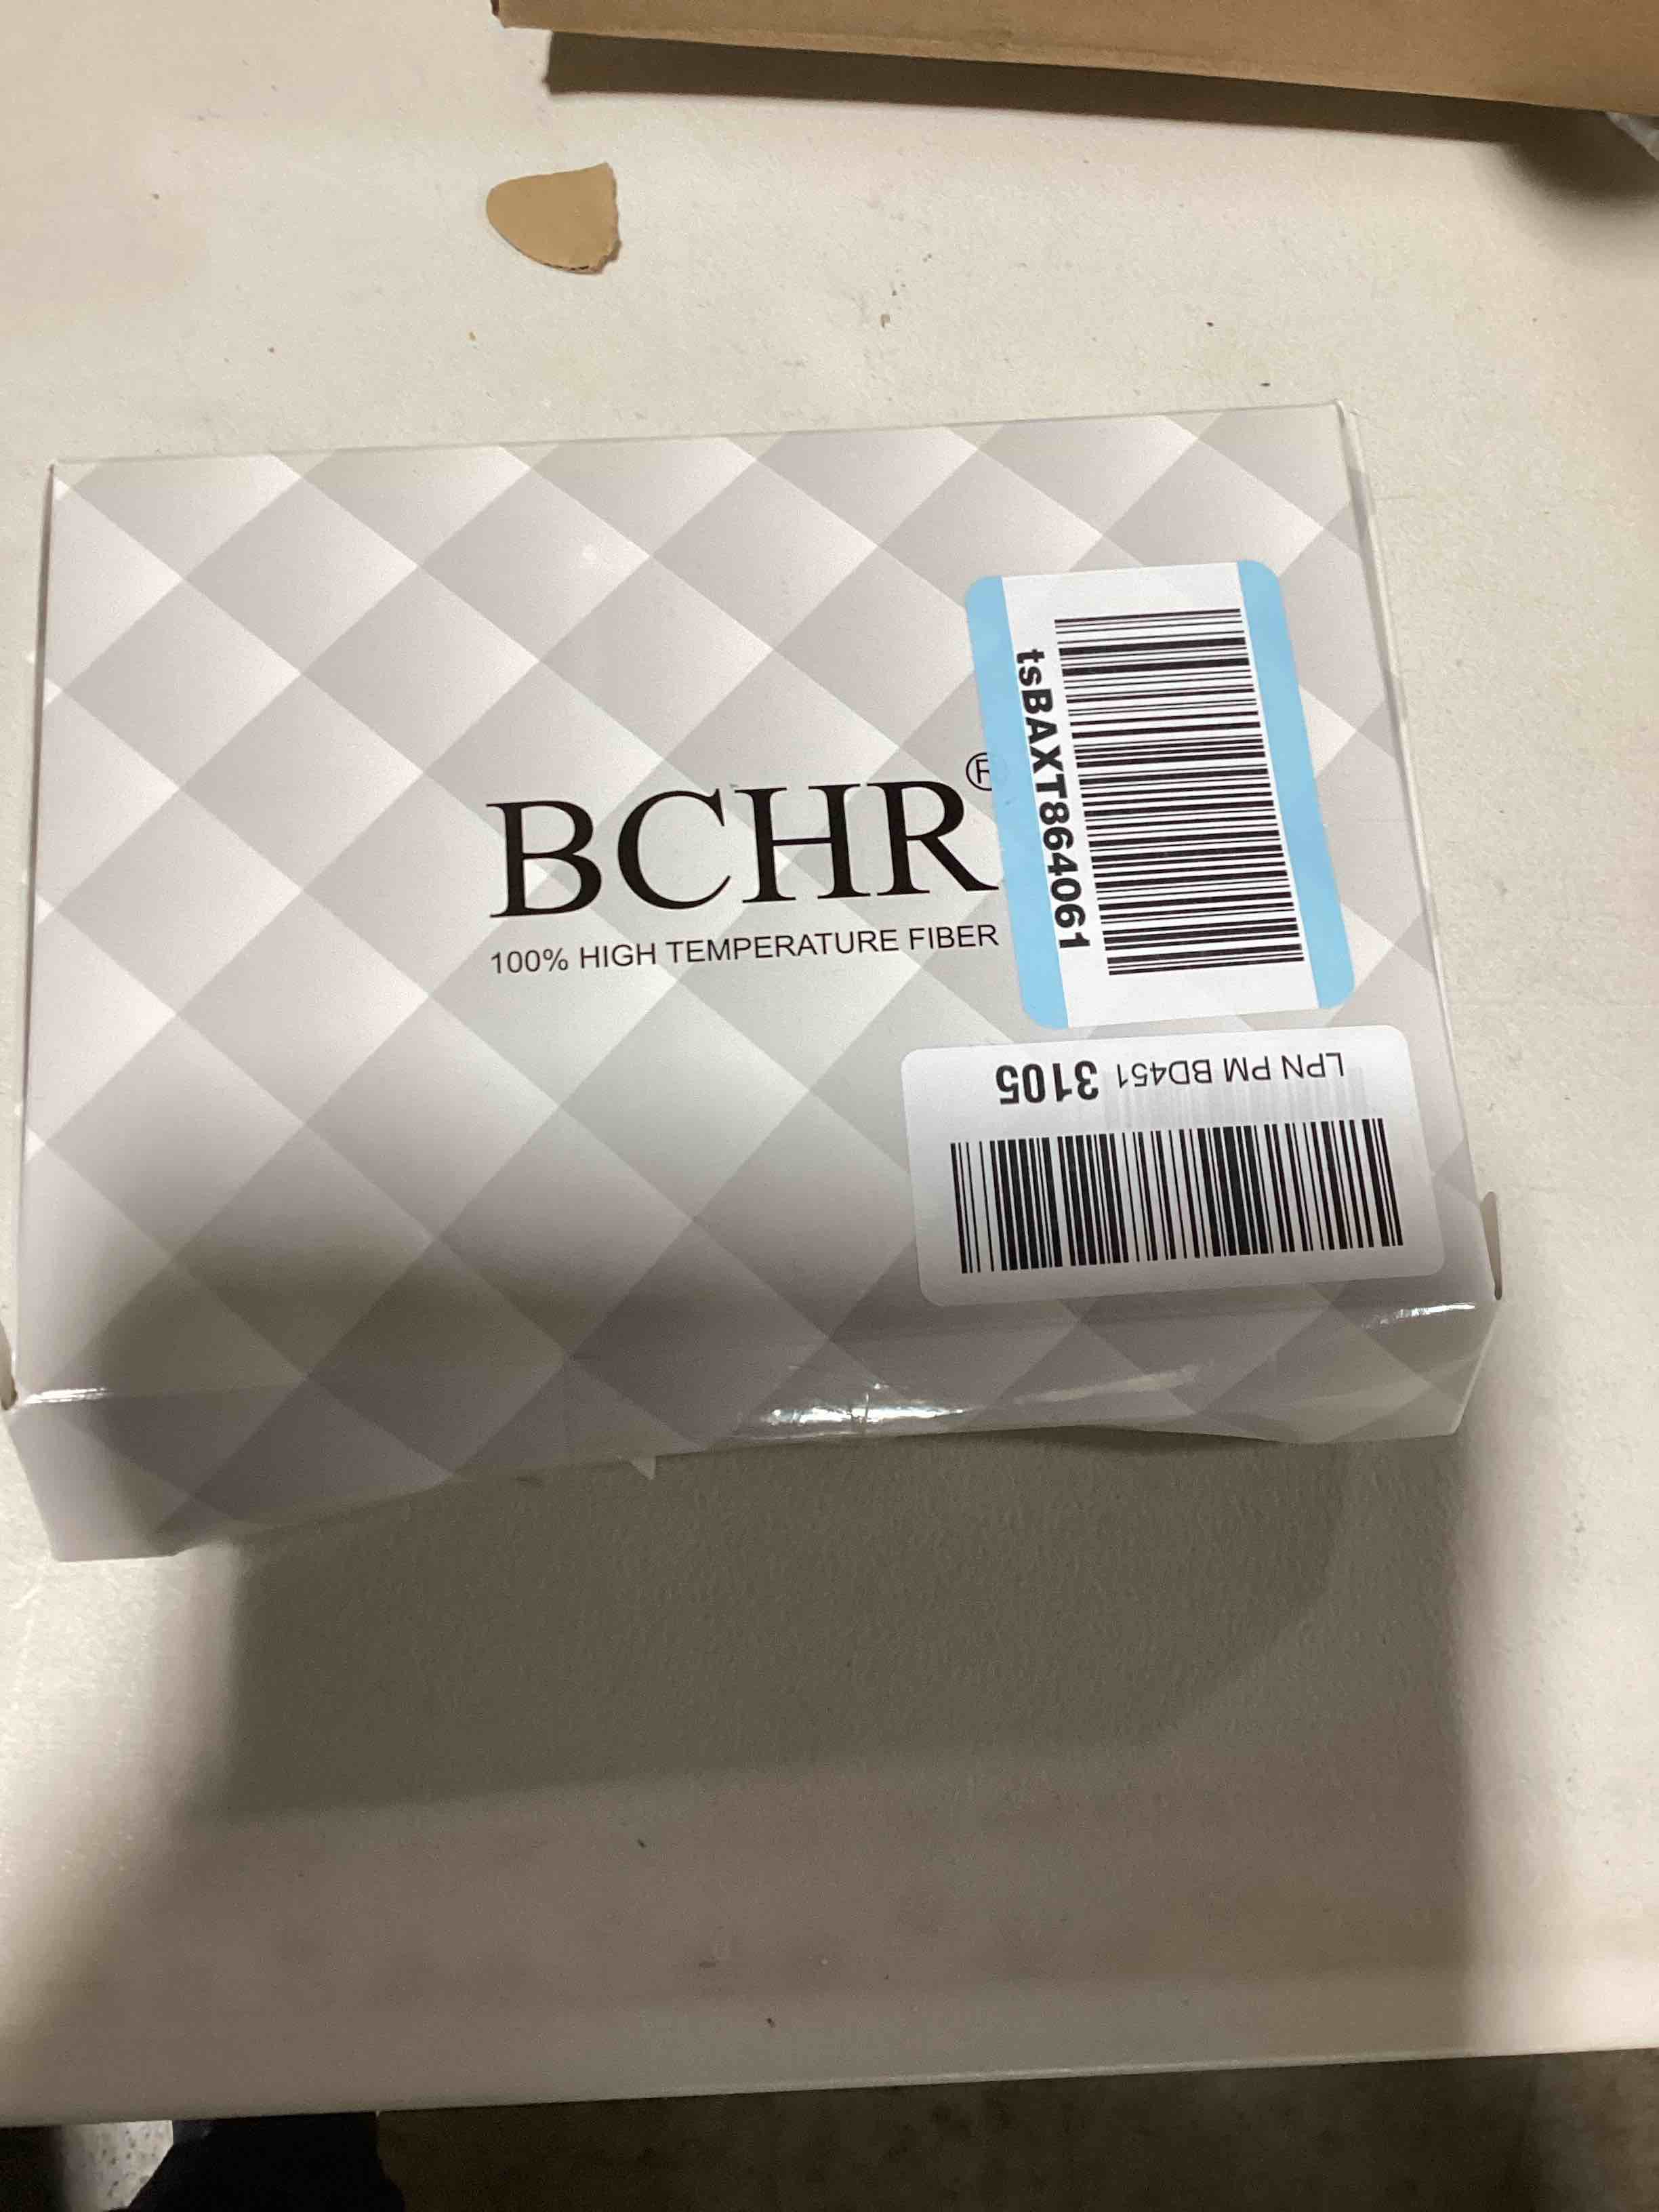 BCHR®
100% HIGH TEMPERATURE FIBER
tsBAXT864061
LPN PM BD451 3105